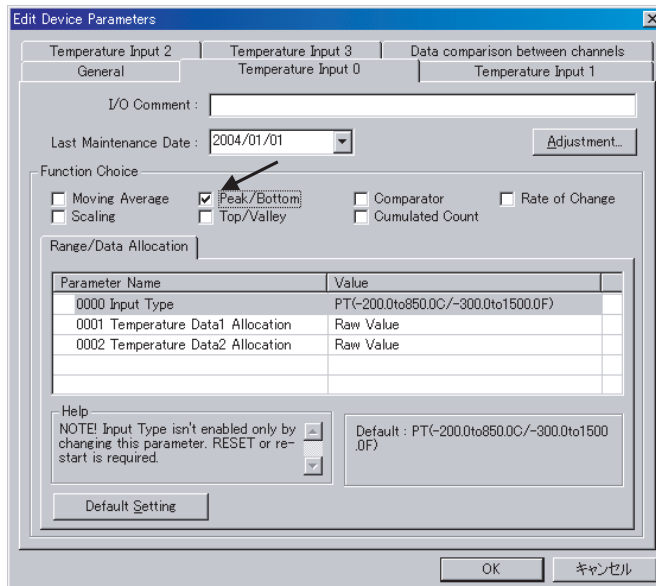 Edit Device Parameters
Temperature Input 2
Temperature Input 3
Data comparison between channels
General
Temperature Input 0
Temperature Input 1
I/O Comment :
Last Maintenance Date : 2004/01/01
Adjustment...
Function Choice
Moving Average
Peak/Bottom
Comparator
Rate of Change
Scaling
Top/Valley
Cumulated Count
Range/Data Allocation
Parameter Name Value
0000 Input Type PT(-200.0to850.0C/-300.0to1500.0F)
0001 Temperature Data1 Allocation Raw Value
0002 Temperature Data2 Allocation Raw Value
Help
NOTE! Input Type isn't enabled only by
changing this parameter. RESET or re-
start is required.
Default : PT(-200.0to850.0C/-300.0to1500
.0F)
Default Setting
OK
キャンセル